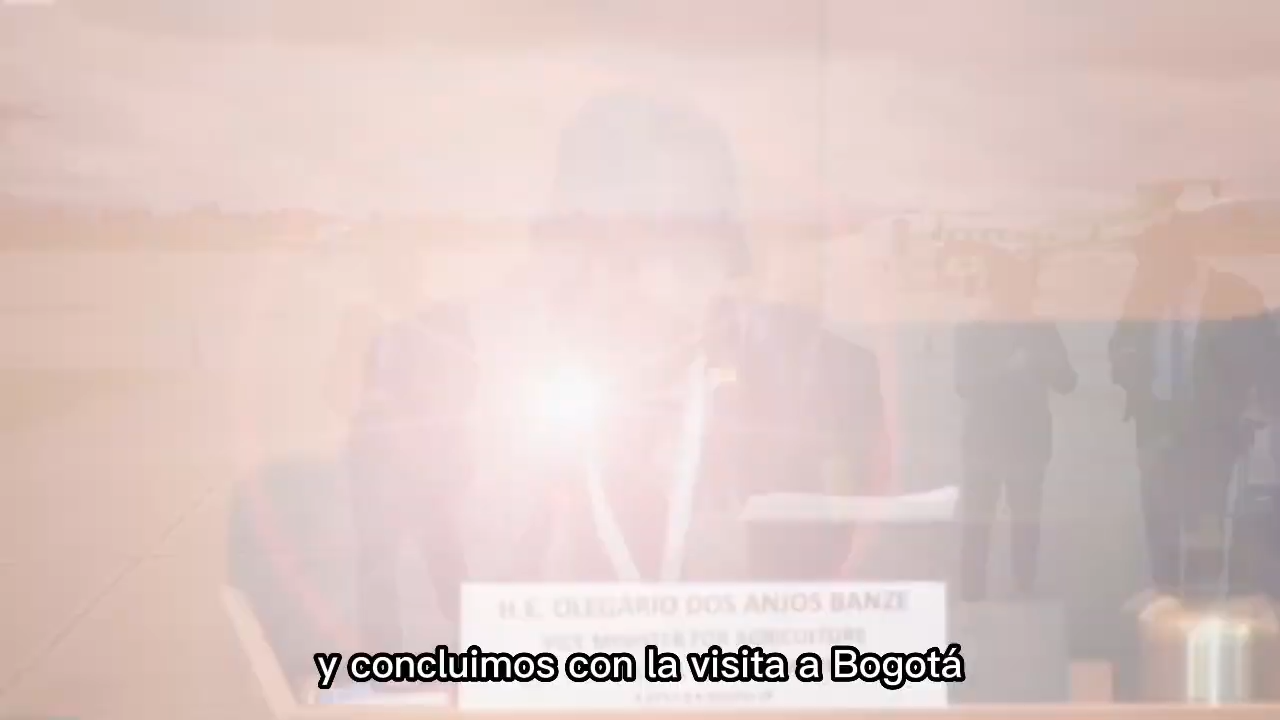 H.E. OLEGARIO DOS ANJOS BANZE
VICE MINISTER FOR AGRICULTURE
y concluimos con la visita a Bogotá